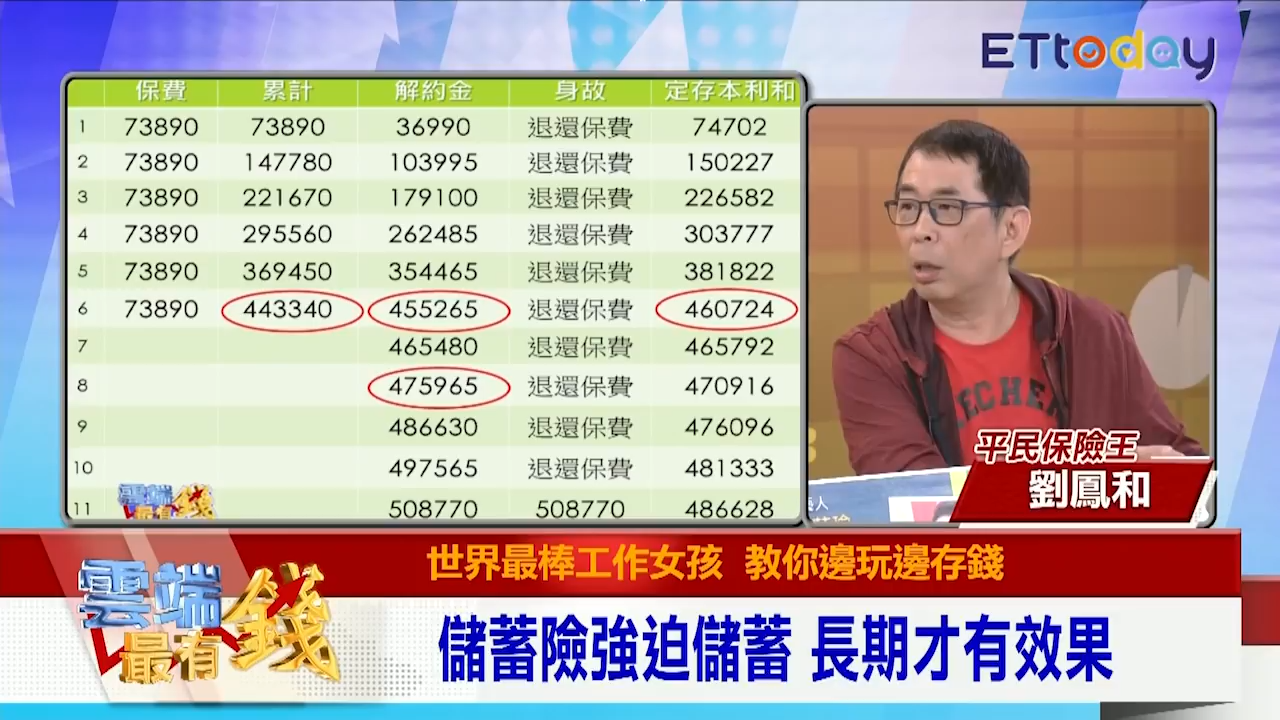 ETtoday
保費 累計 解約金 身故 定存本利和
1 73890 73890 36990 退還保費 74702
2 73890 147780 103995 退還保費 150227
3 73890 221670 179100 退還保費 226582
4 73890 295560 262485 退還保費 303777
5 73890 369450 354465 退還保費 381822
6 73890 443340 455265 退還保費 460724
7 465480 退還保費 465792
8 475965 退還保費 470916
9 486630 退還保費 476096
10 497565 退還保費 481333
11 508770 508770 486628
雲端
最有錢
平民保險王
劉鳳和
世界最棒工作女孩 教你邊玩邊存錢
雲端
最有錢
儲蓄險強迫儲蓄 長期才有效果